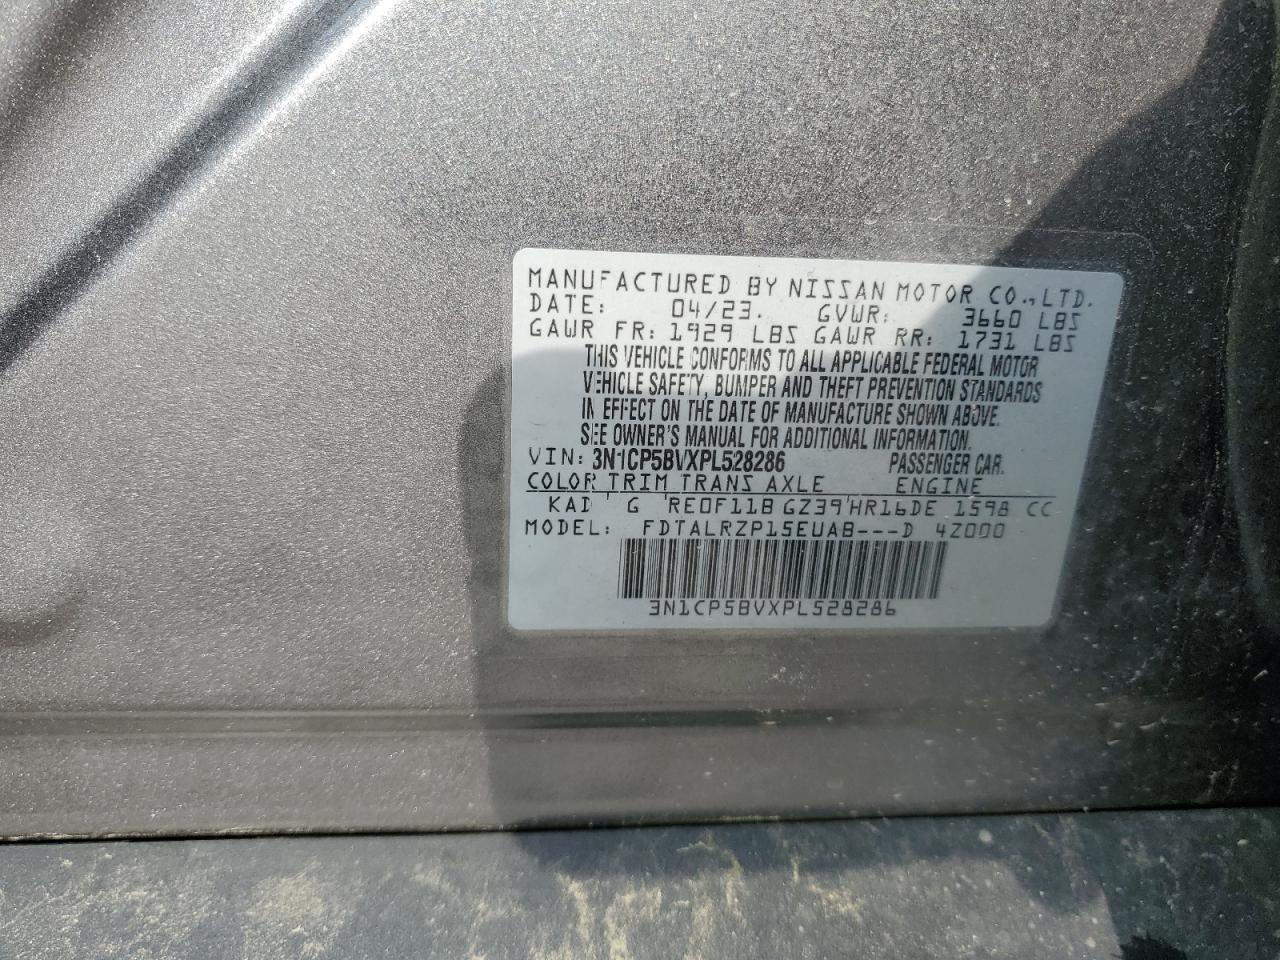 MANUFACTURED BY NISSAN MOTOR CO.,LTD.
DATE: 04/23. GVWR: 3660 LBS
GAWR FR: 1929 LBS GAWR RR: 1731 LBS
THIS VEHICLE CONFORMS TO ALL APPLICABLE FEDERAL MOTOR
VEHICLE SAFETY, BUMPER AND THEFT PREVENTION STANDARDS
IN EFFECT ON THE DATE OF MANUFACTURE SHOWN ABOVE.
SEE OWNER'S MANUAL FOR ADDITIONAL INFORMATION.
VIN: 3N1CP5BVXPL528286 PASSENGER CAR.
COLOR TRIM TRANS AXLE ENGINE
KAD G RE0F11B GZ39 HR16DE 1598 CC
MODEL: FDTALRZP15EUAB---D 4Z000
3N1CP5BVXPL528286